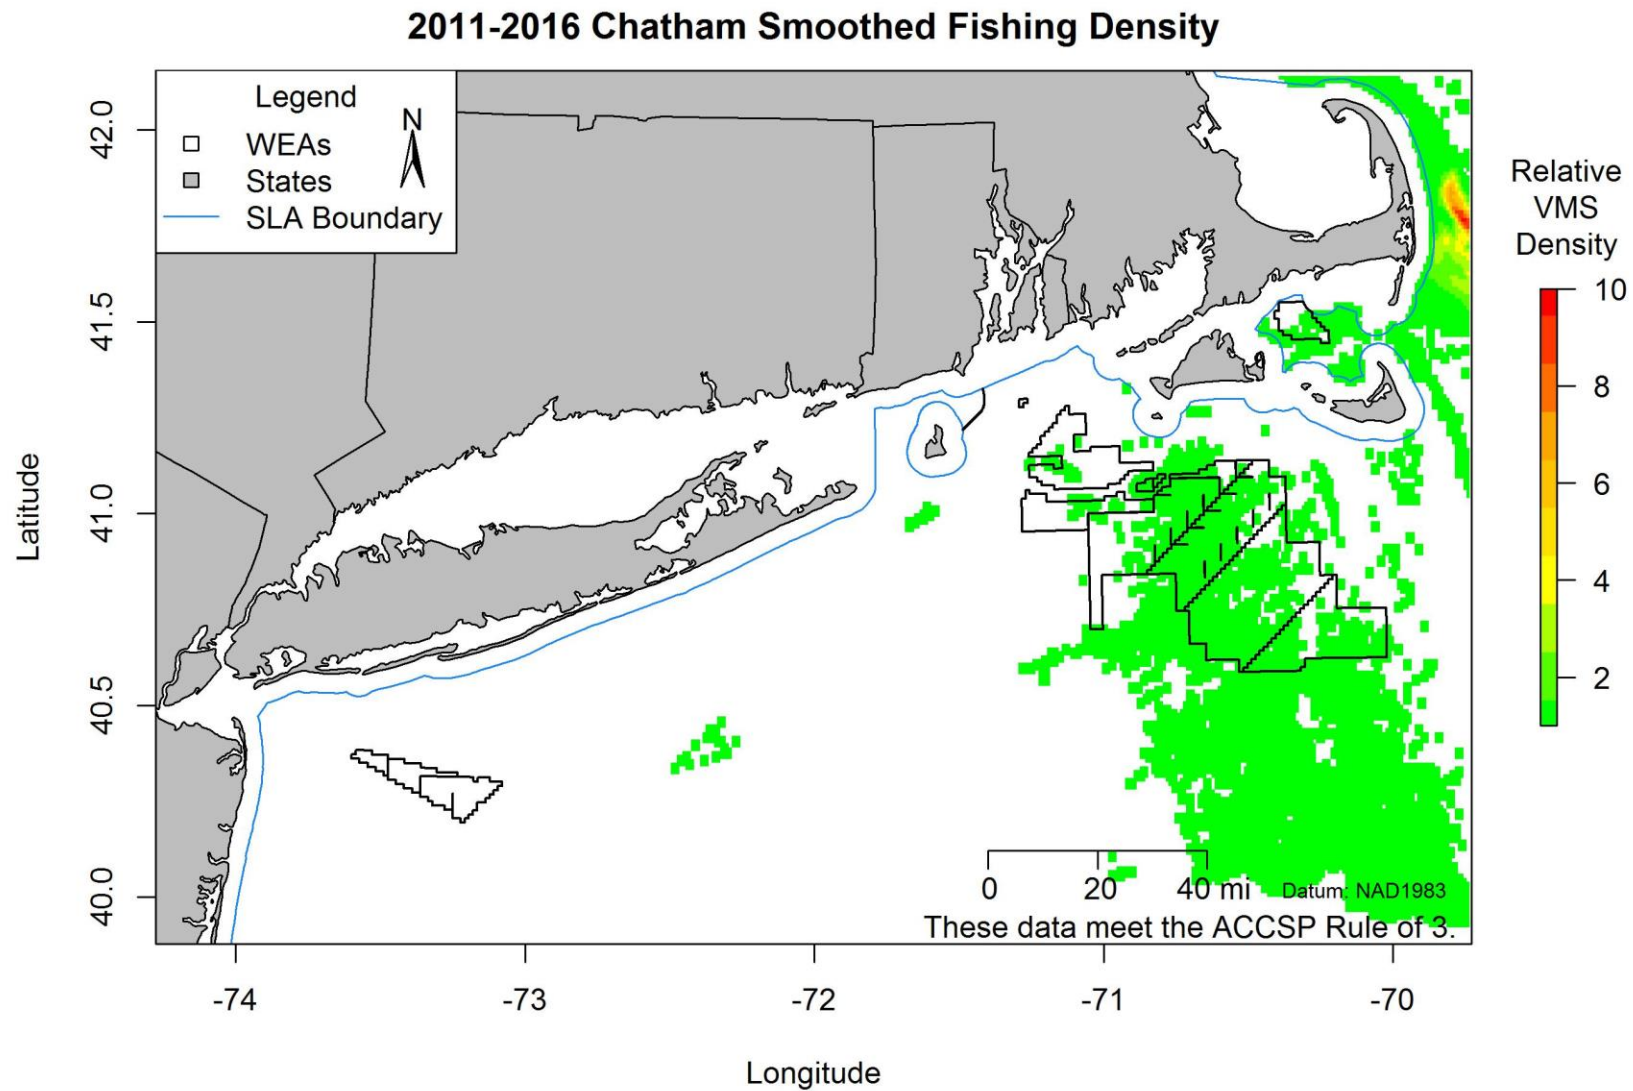 2011-2016 Chatham Smoothed Fishing Density
Legend
N
WEAs
States
SLA Boundary
Relative
VMS
Density
10
8
6
4
2
Latitude
42.0
41.5
41.0
40.5
40.0
0 20 40 mi
Datum: NAD1983
These data meet the ACCSP Rule of 3.
-74 -73 -72 -71 -70
Longitude